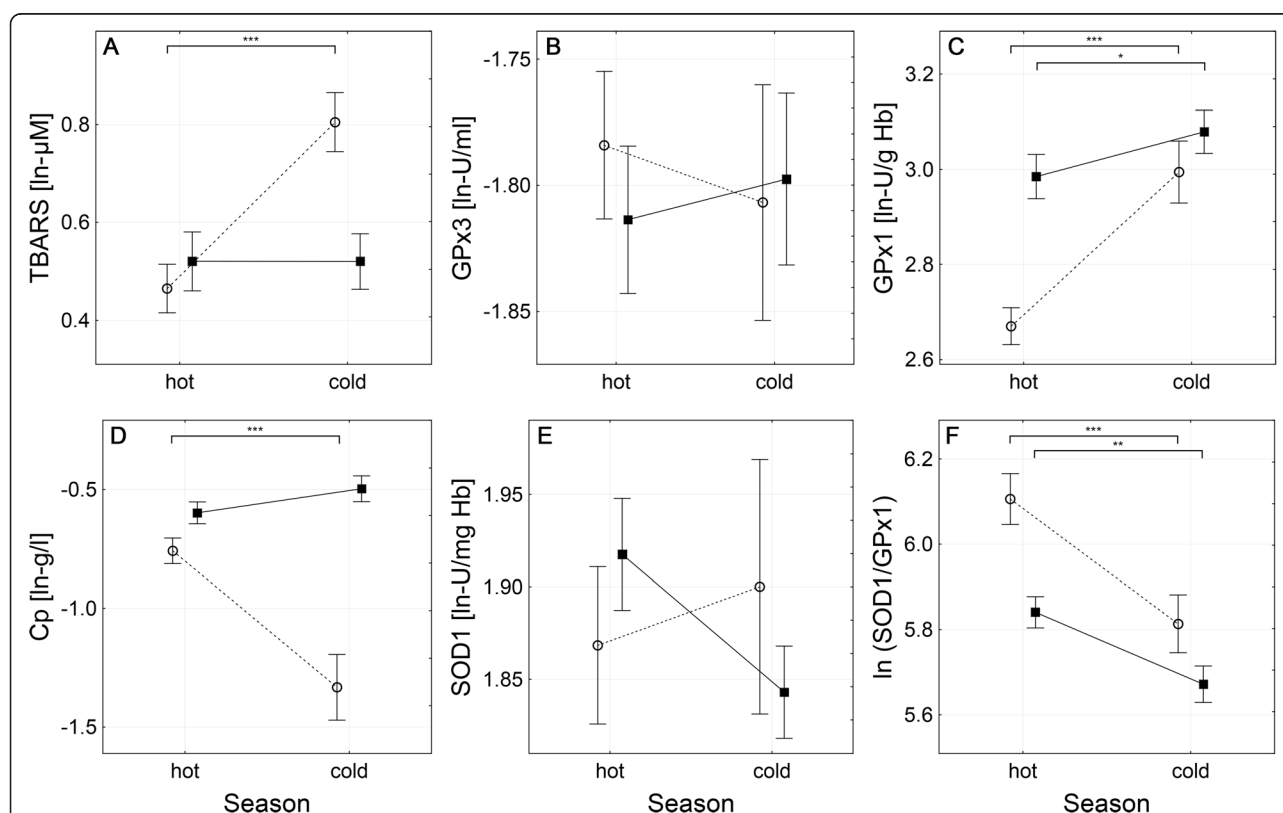 A
***
TBARS [ln-µM]
0.8
0.6
0.4
hot
cold
B
GPx3 [ln-U/ml]
-1.75
-1.80
-1.85
hot
cold
C
***
*
GPx1 [ln-U/g Hb]
3.2
3.0
2.8
2.6
hot
cold
D
***
Cp [ln-g/l]
-0.5
-1.0
-1.5
hot
cold
Season
E
SOD1 [ln-U/mg Hb]
1.95
1.90
1.85
hot
cold
Season
F
***
**
ln (SOD1/GPx1)
6.2
6.0
5.8
5.6
hot
cold
Season